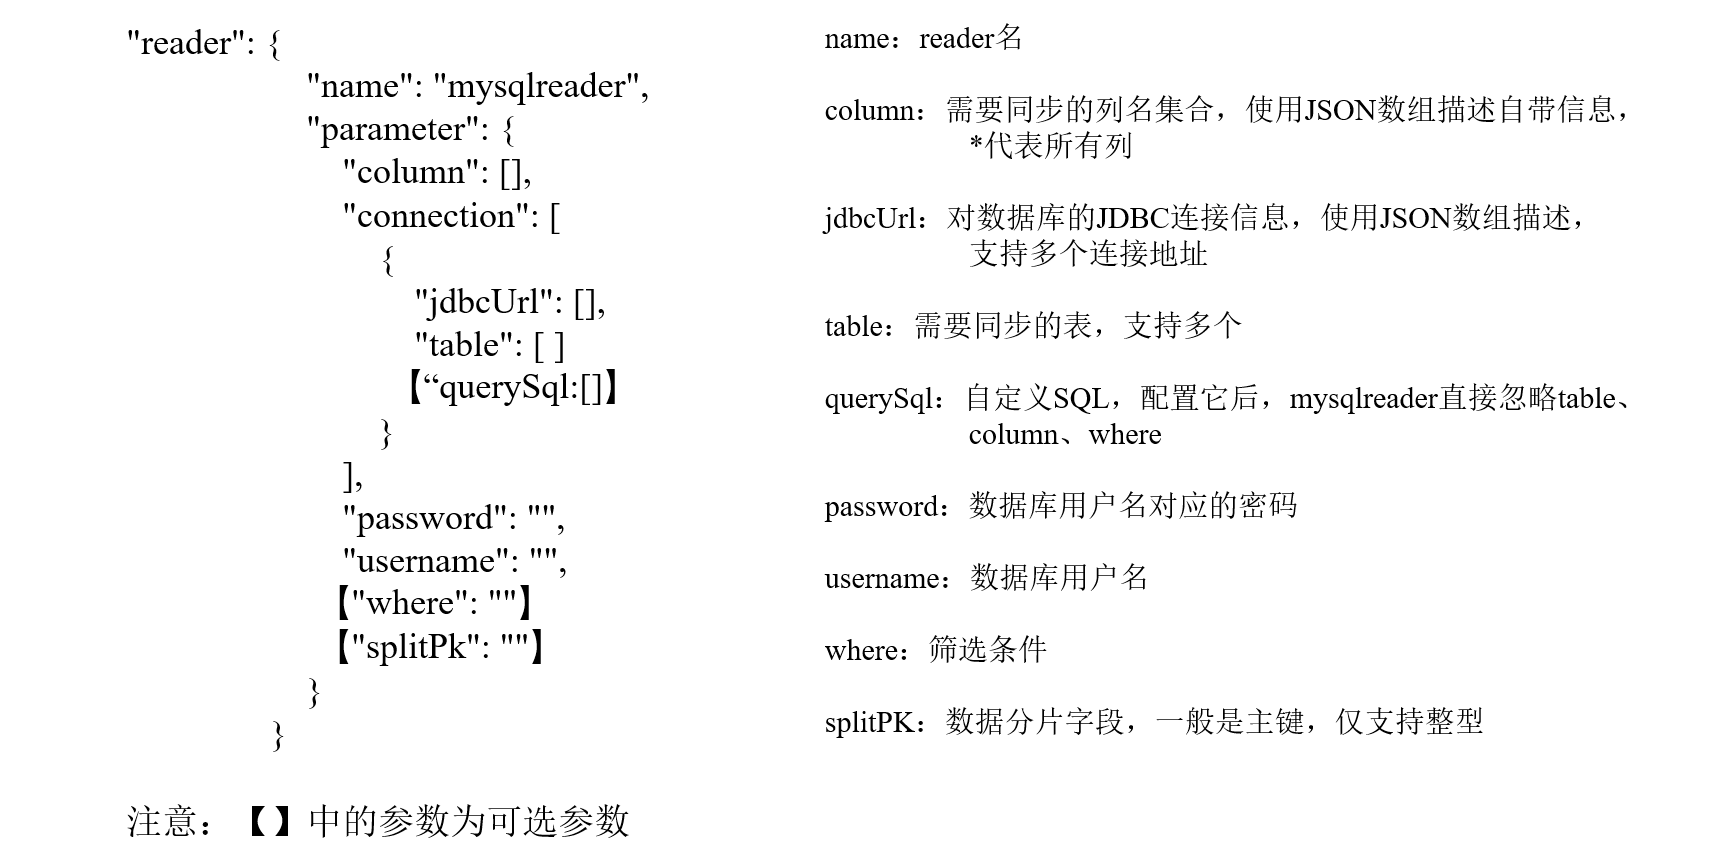 "reader": {
"name": "mysqlreader",
"parameter": {
"column": [],
"connection": [
{
"jdbcUrl": [],
"table": [ ]
【“querySql:[]】
}
],
"password": "",
"username": "",
【"where": ""】
【"splitPk": ""】
}
}
注意：【】中的参数为可选参数
name：reader名
column：需要同步的列名集合，使用JSON数组描述自带信息，
*代表所有列
jdbcUrl：对数据库的JDBC连接信息，使用JSON数组描述，
支持多个连接地址
table：需要同步的表，支持多个
querySql：自定义SQL，配置它后，mysqlreader直接忽略table、
column、where
password：数据库用户名对应的密码
username：数据库用户名
where：筛选条件
splitPK：数据分片字段，一般是主键，仅支持整型